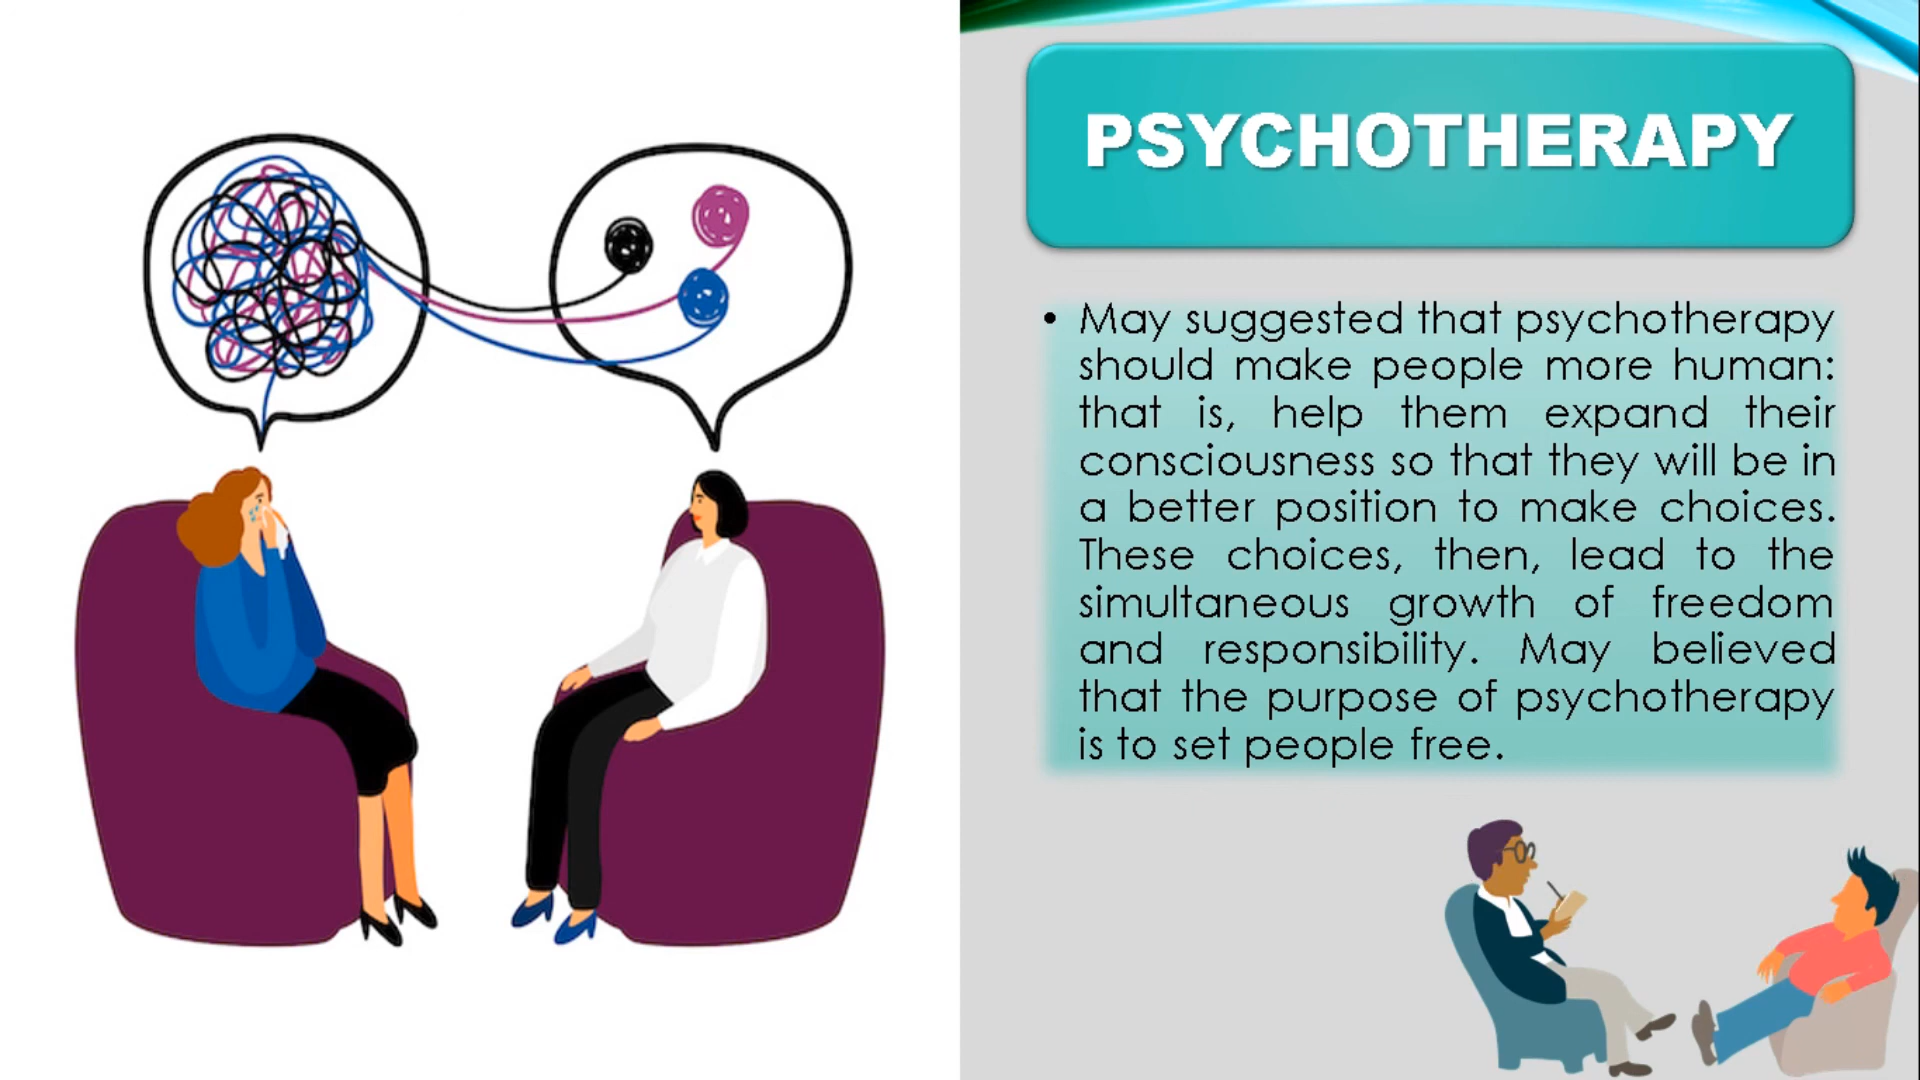 PSYCHOTHERAPY
• May suggested that psychotherapy
should make people more human:
that is, help them expand their
consciousness so that they will be in
a better position to make choices.
These choices, then, lead to the
simultaneous growth of freedom
and responsibility. May believed
that the purpose of psychotherapy
is to set people free.